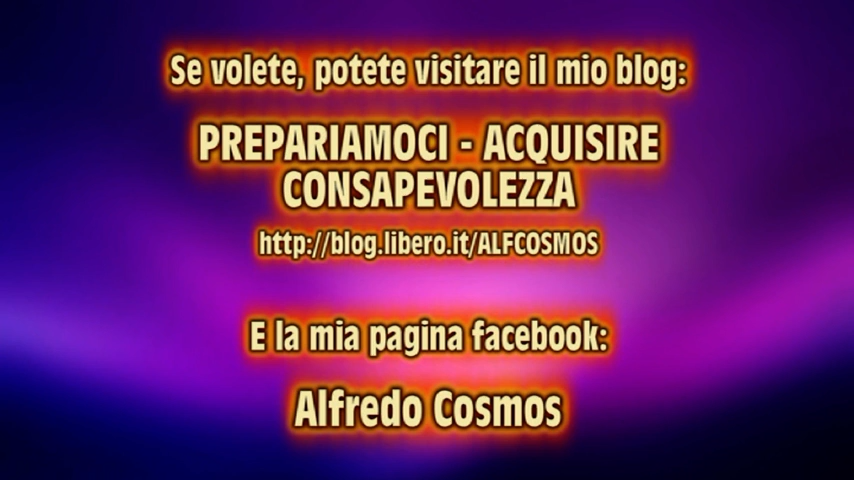 Se volete, potete visitare il mio blog:
PREPARIAMOCI - ACQUISIRE
CONSAPEVOLEZZA
http://blog.libero.it/ALFCOSMOS
E la mia pagina facebook:
Alfredo Cosmos